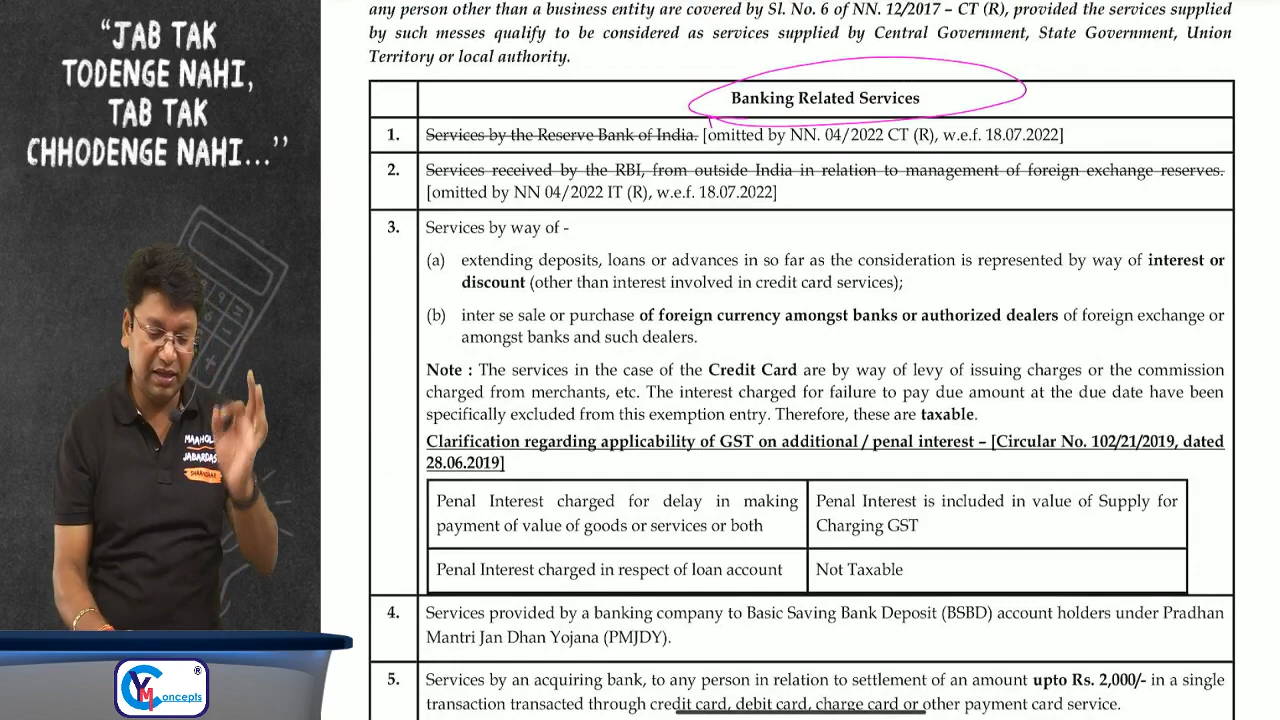 “JAB TAK
TODENGE NAHI,
TAB TAK
CHHODENGE NAHI...’’
MAAHOL
JABARDAS
SHAANDAAR
YM
Concepts
®
any person other than a business entity are covered by Sl. No. 6 of NN. 12/2017 – CT (R), provided the services supplied
by such messes qualify to be considered as services supplied by Central Government, State Government, Union
Territory or local authority.
Banking Related Services
1. Services by the Reserve Bank of India. [omitted by NN. 04/2022 CT (R), w.e.f. 18.07.2022]
2. Services received by the RBI, from outside India in relation to management of foreign exchange reserves.
[omitted by NN 04/2022 IT (R), w.e.f. 18.07.2022]
3. Services by way of -
(a) extending deposits, loans or advances in so far as the consideration is represented by way of interest or
discount (other than interest involved in credit card services);
(b) inter se sale or purchase of foreign currency amongst banks or authorized dealers of foreign exchange or
amongst banks and such dealers.
Note : The services in the case of the Credit Card are by way of levy of issuing charges or the commission
charged from merchants, etc. The interest charged for failure to pay due amount at the due date have been
specifically excluded from this exemption entry. Therefore, these are taxable.
Clarification regarding applicability of GST on additional / penal interest – [Circular No. 102/21/2019, dated
28.06.2019]
Penal Interest charged for delay in making
payment of value of goods or services or both
Penal Interest is included in value of Supply for
Charging GST
Penal Interest charged in respect of loan account
Not Taxable
4. Services provided by a banking company to Basic Saving Bank Deposit (BSBD) account holders under Pradhan
Mantri Jan Dhan Yojana (PMJDY).
5. Services by an acquiring bank, to any person in relation to settlement of an amount upto Rs. 2,000/- in a single
transaction transacted through credit card, debit card, charge card or other payment card service.